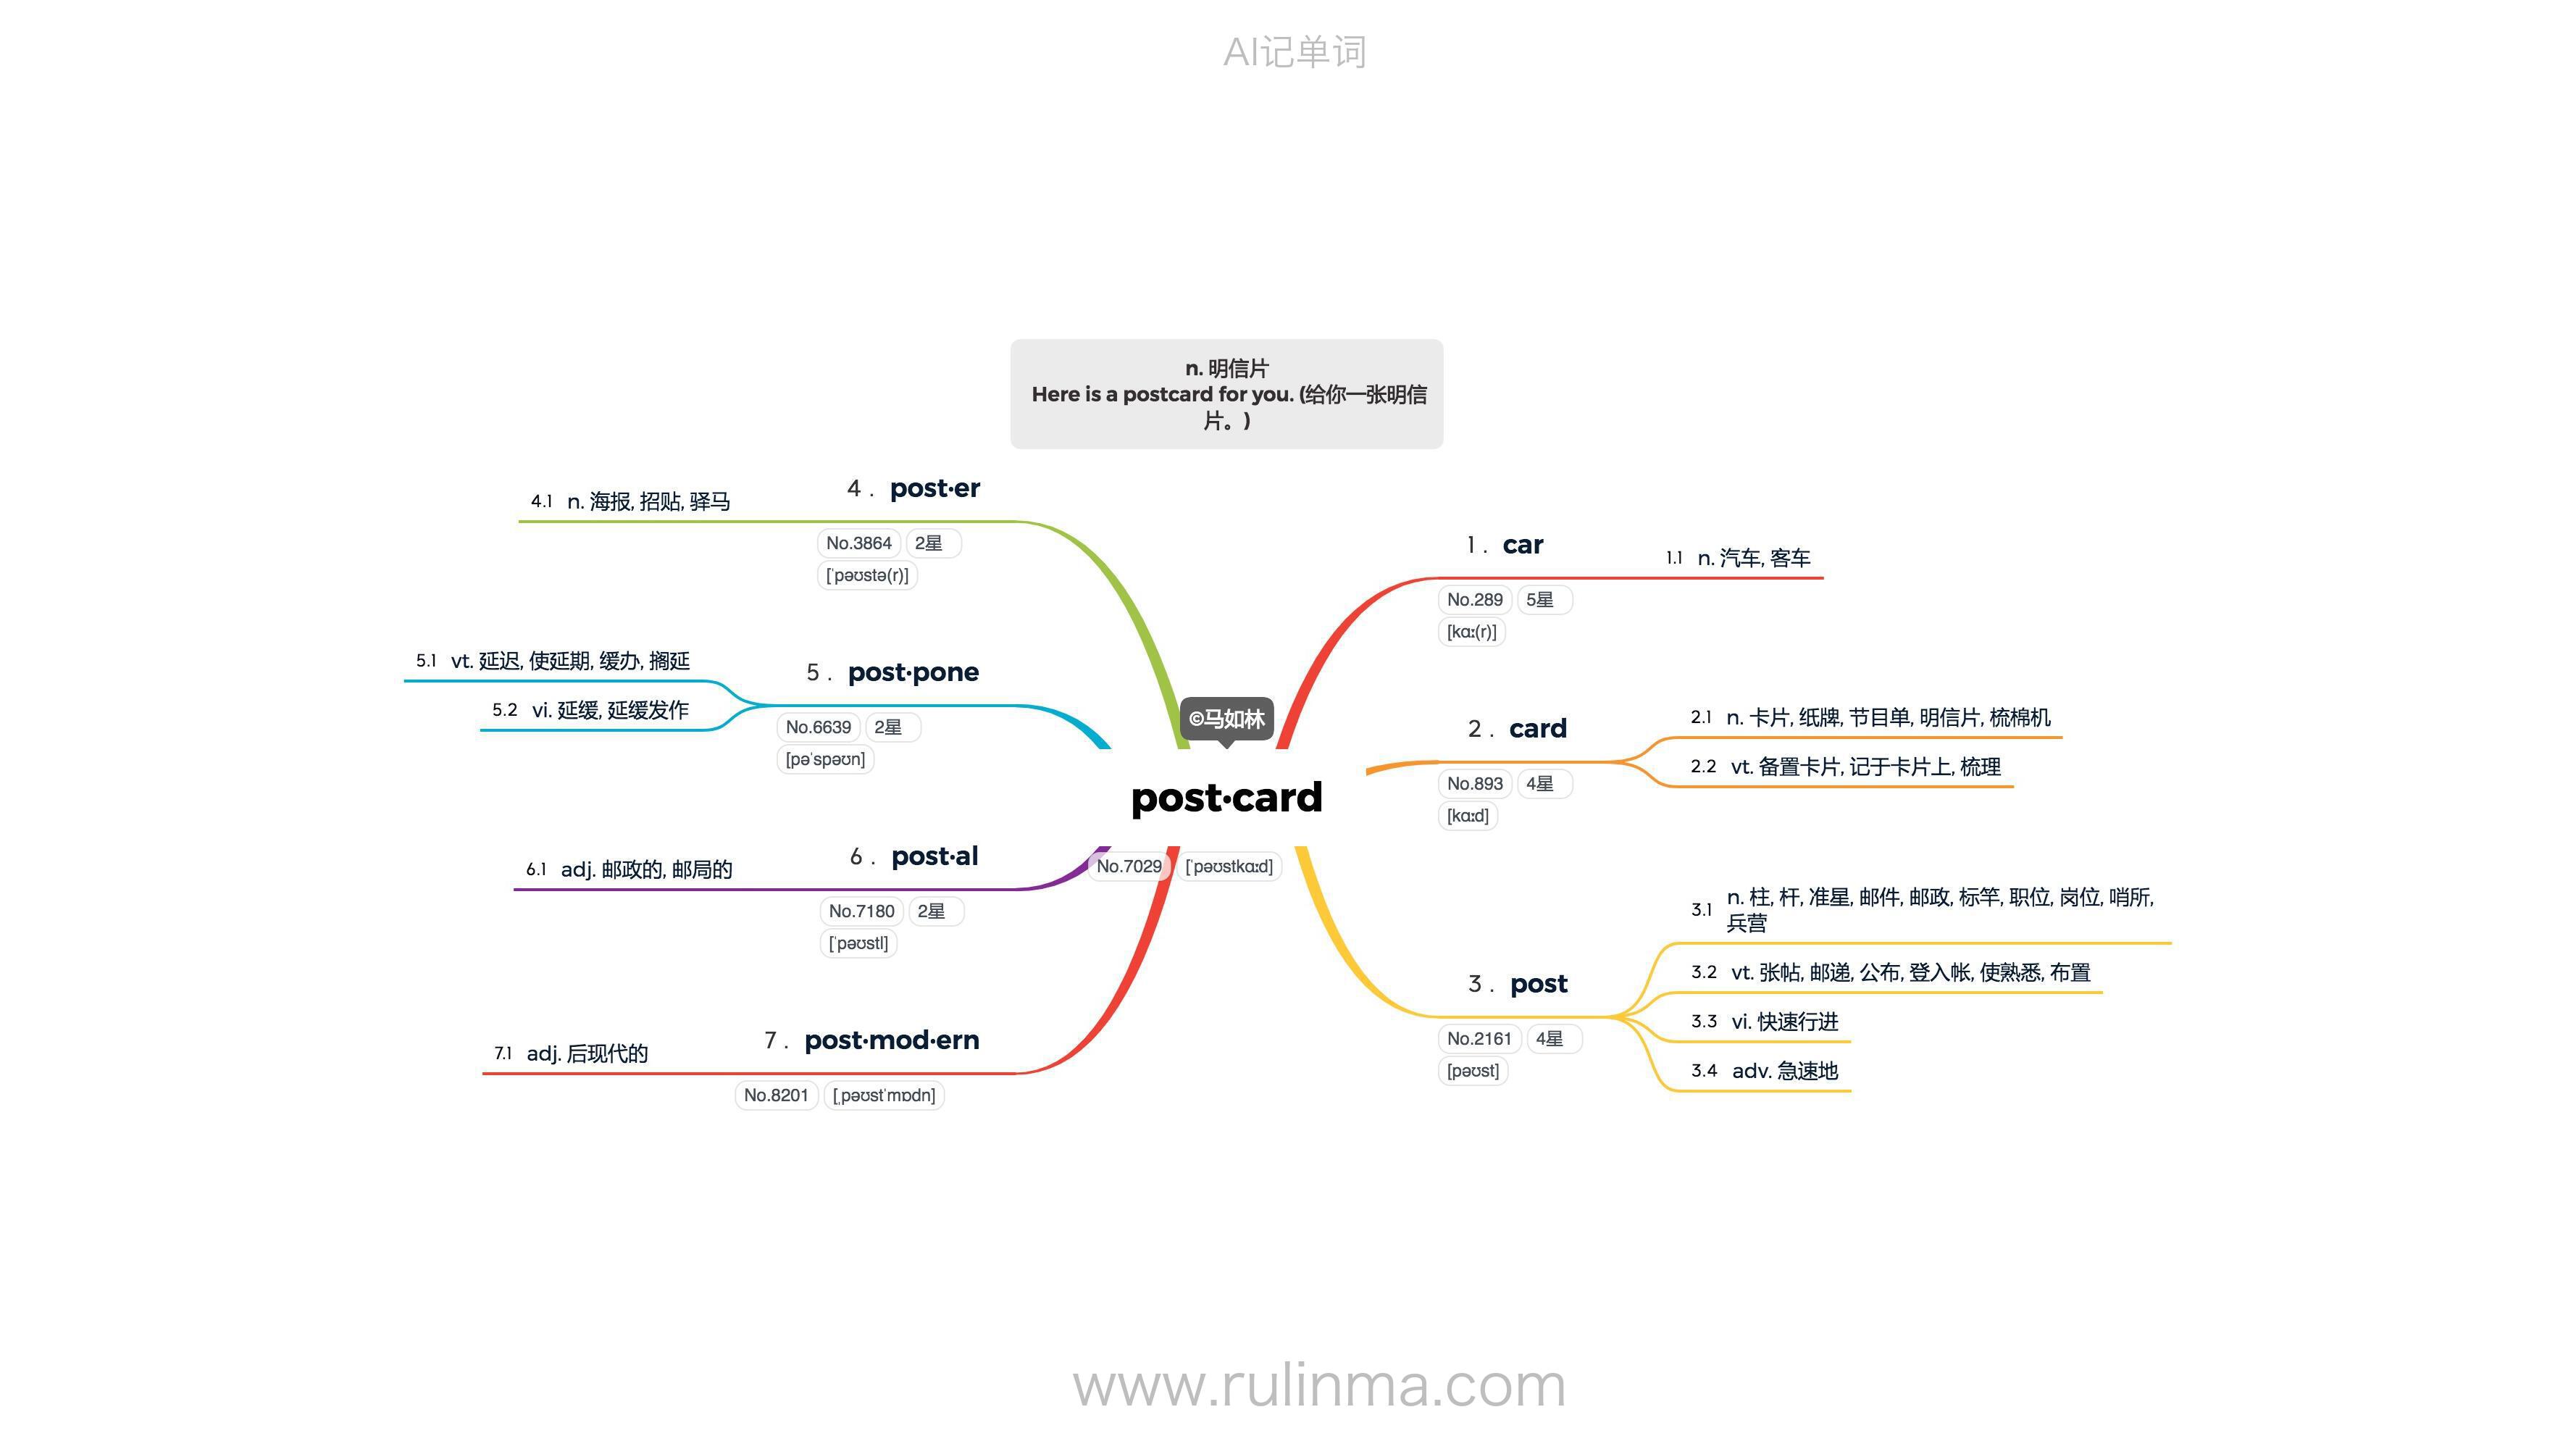 AI记单词
n. 明信片
Here is a postcard for you. (给你一张明信
片。)
©马如林
post·card
No.7029 [ˈpəʊstkɑːd]
1. car
No.289 5星
[kɑː(r)]
1.1 n. 汽车, 客车
2. card
No.893 4星
[kɑːd]
2.1 n. 卡片, 纸牌, 节目单, 明信片, 梳棉机
2.2 vt. 备置卡片, 记于卡片上, 梳理
3. post
No.2161 4星
[pəʊst]
3.1 n. 柱, 杆, 准星, 邮件, 邮政, 标竿, 职位, 岗位, 哨所,
兵营
3.2 vt. 张帖, 邮递, 公布, 登入帐, 使熟悉, 布置
3.3 vi. 快速行进
3.4 adv. 急速地
4. post·er
No.3864 2星
[ˈpəʊstə(r)]
4.1 n. 海报, 招贴, 驿马
5. post·pone
No.6639 2星
[pəˈspəʊn]
5.1 vt. 延迟, 使延期, 缓办, 搁延
5.2 vi. 延缓, 延缓发作
6. post·al
No.7180 2星
[ˈpəʊstl]
6.1 adj. 邮政的, 邮局的
7. post·mod·ern
No.8201 [ˌpəʊstˈmɒdn]
7.1 adj. 后现代的
www.rulinma.com